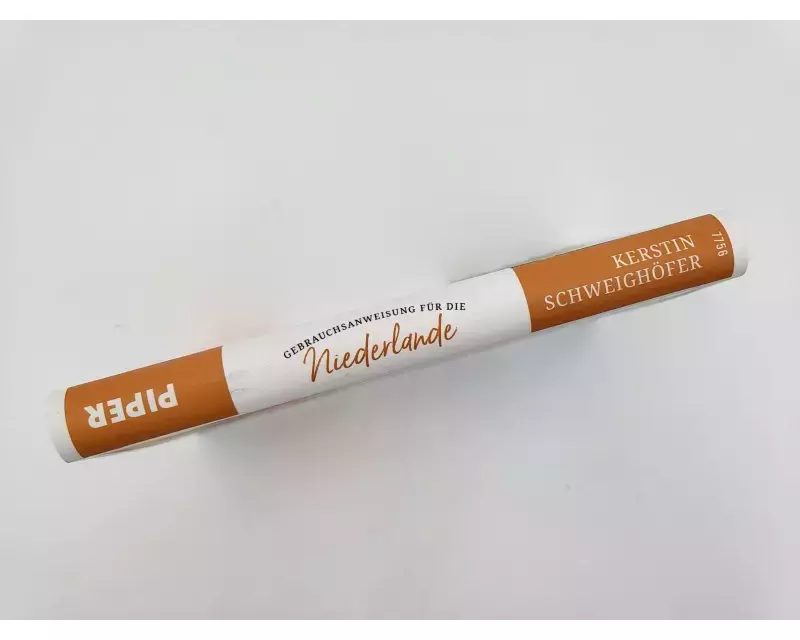 PIPER
GEBRAUCHSANWEISUNG FÜR DIE
Niederlande
KERSTIN
SCHWEIGHÖFER
7756